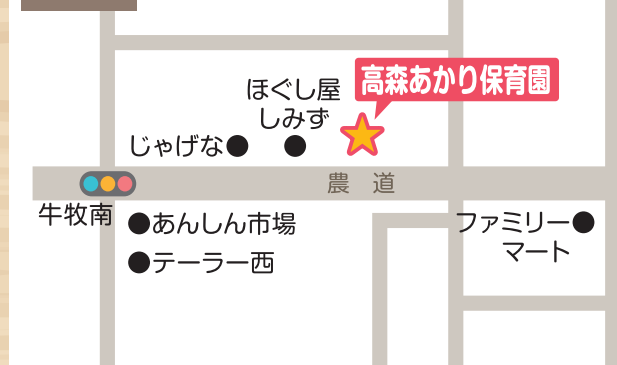 高森あかり保育園
ほぐし屋
しみず
じゃげな
農道
牛牧南
あんしん市場
テーラー西
ファミリー
マート